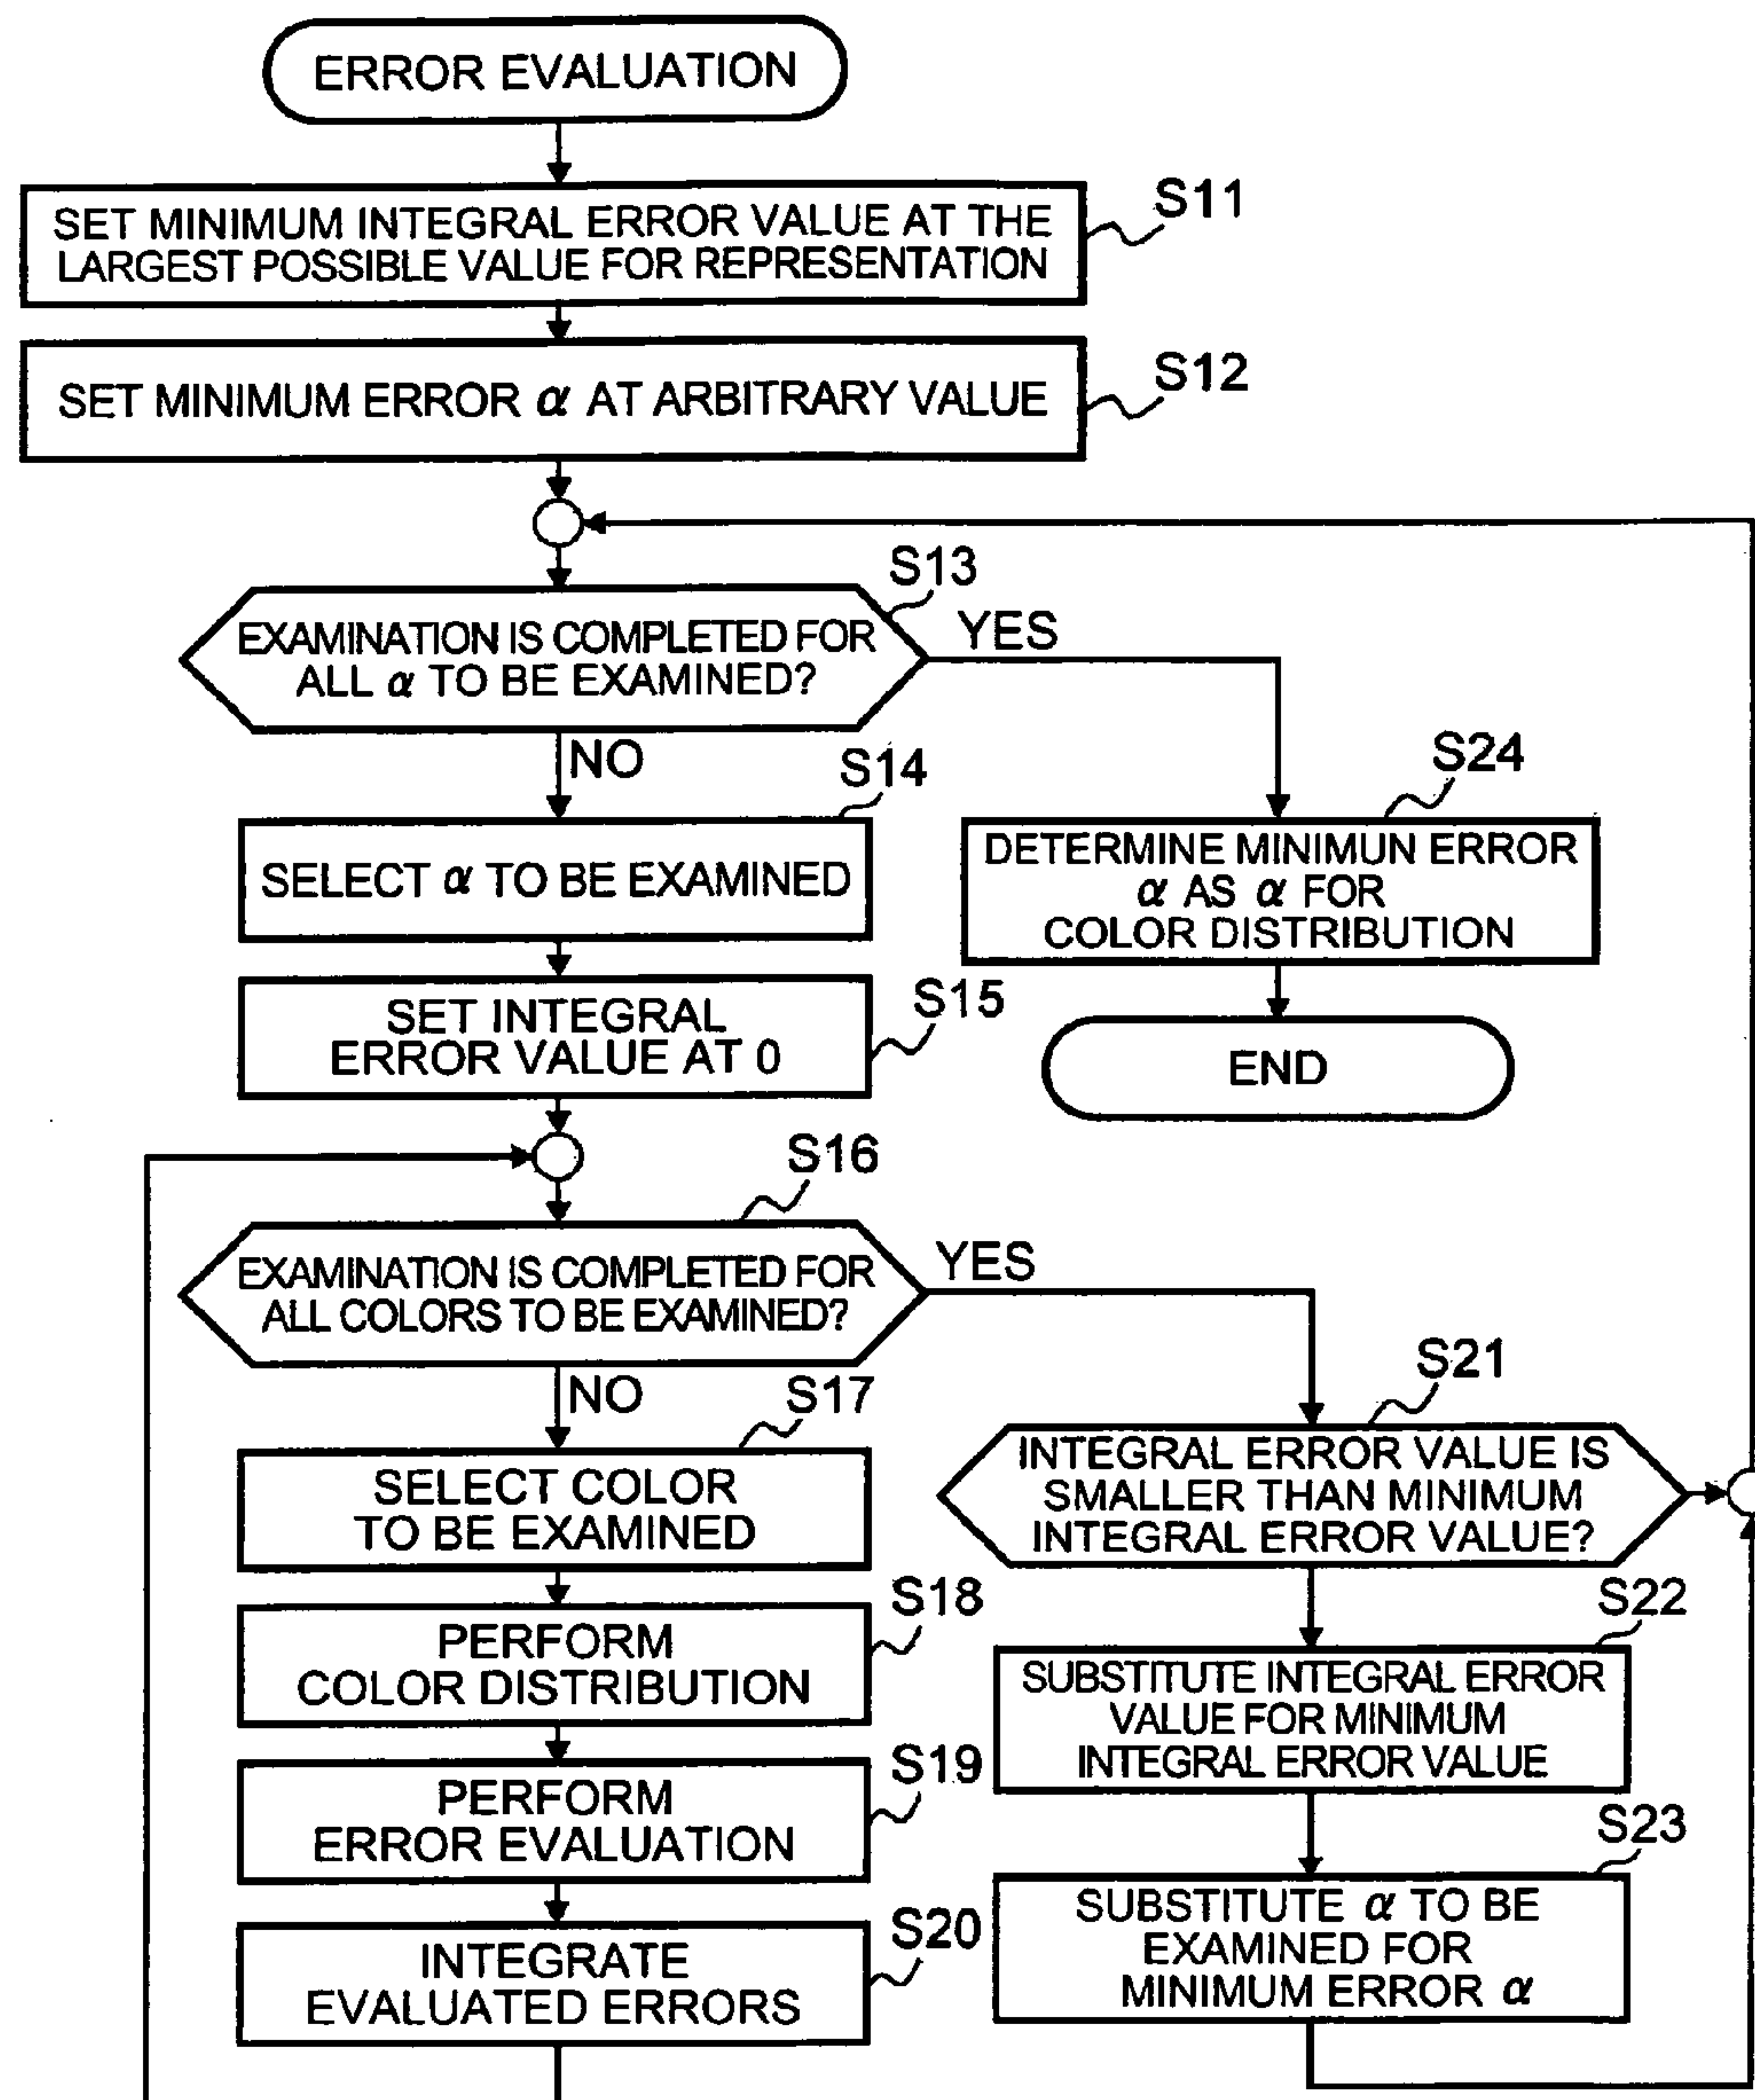 ERROR EVALUATION
SET MINIMUM INTEGRAL ERROR VALUE AT THE
LARGEST POSSIBLE VALUE FOR REPRESENTATION
S11
SET MINIMUM ERROR α AT ARBITRARY VALUE
S12
S13
EXAMINATION IS COMPLETED FOR
ALL α TO BE EXAMINED?
YES
NO
S14
SELECT α TO BE EXAMINED
S24
DETERMINE MINIMUN ERROR
α AS α FOR
COLOR DISTRIBUTION
S15
SET INTEGRAL
ERROR VALUE AT 0
END
S16
EXAMINATION IS COMPLETED FOR
ALL COLORS TO BE EXAMINED?
YES
NO
S17
SELECT COLOR
TO BE EXAMINED
S21
INTEGRAL ERROR VALUE IS
SMALLER THAN MINIMUM
INTEGRAL ERROR VALUE?
S18
PERFORM
COLOR DISTRIBUTION
S22
SUBSTITUTE INTEGRAL ERROR
VALUE FOR MINIMUM
INTEGRAL ERROR VALUE
S19
PERFORM
ERROR EVALUATION
S23
SUBSTITUTE α TO BE
EXAMINED FOR
MINIMUM ERROR α
S20
INTEGRATE
EVALUATED ERRORS